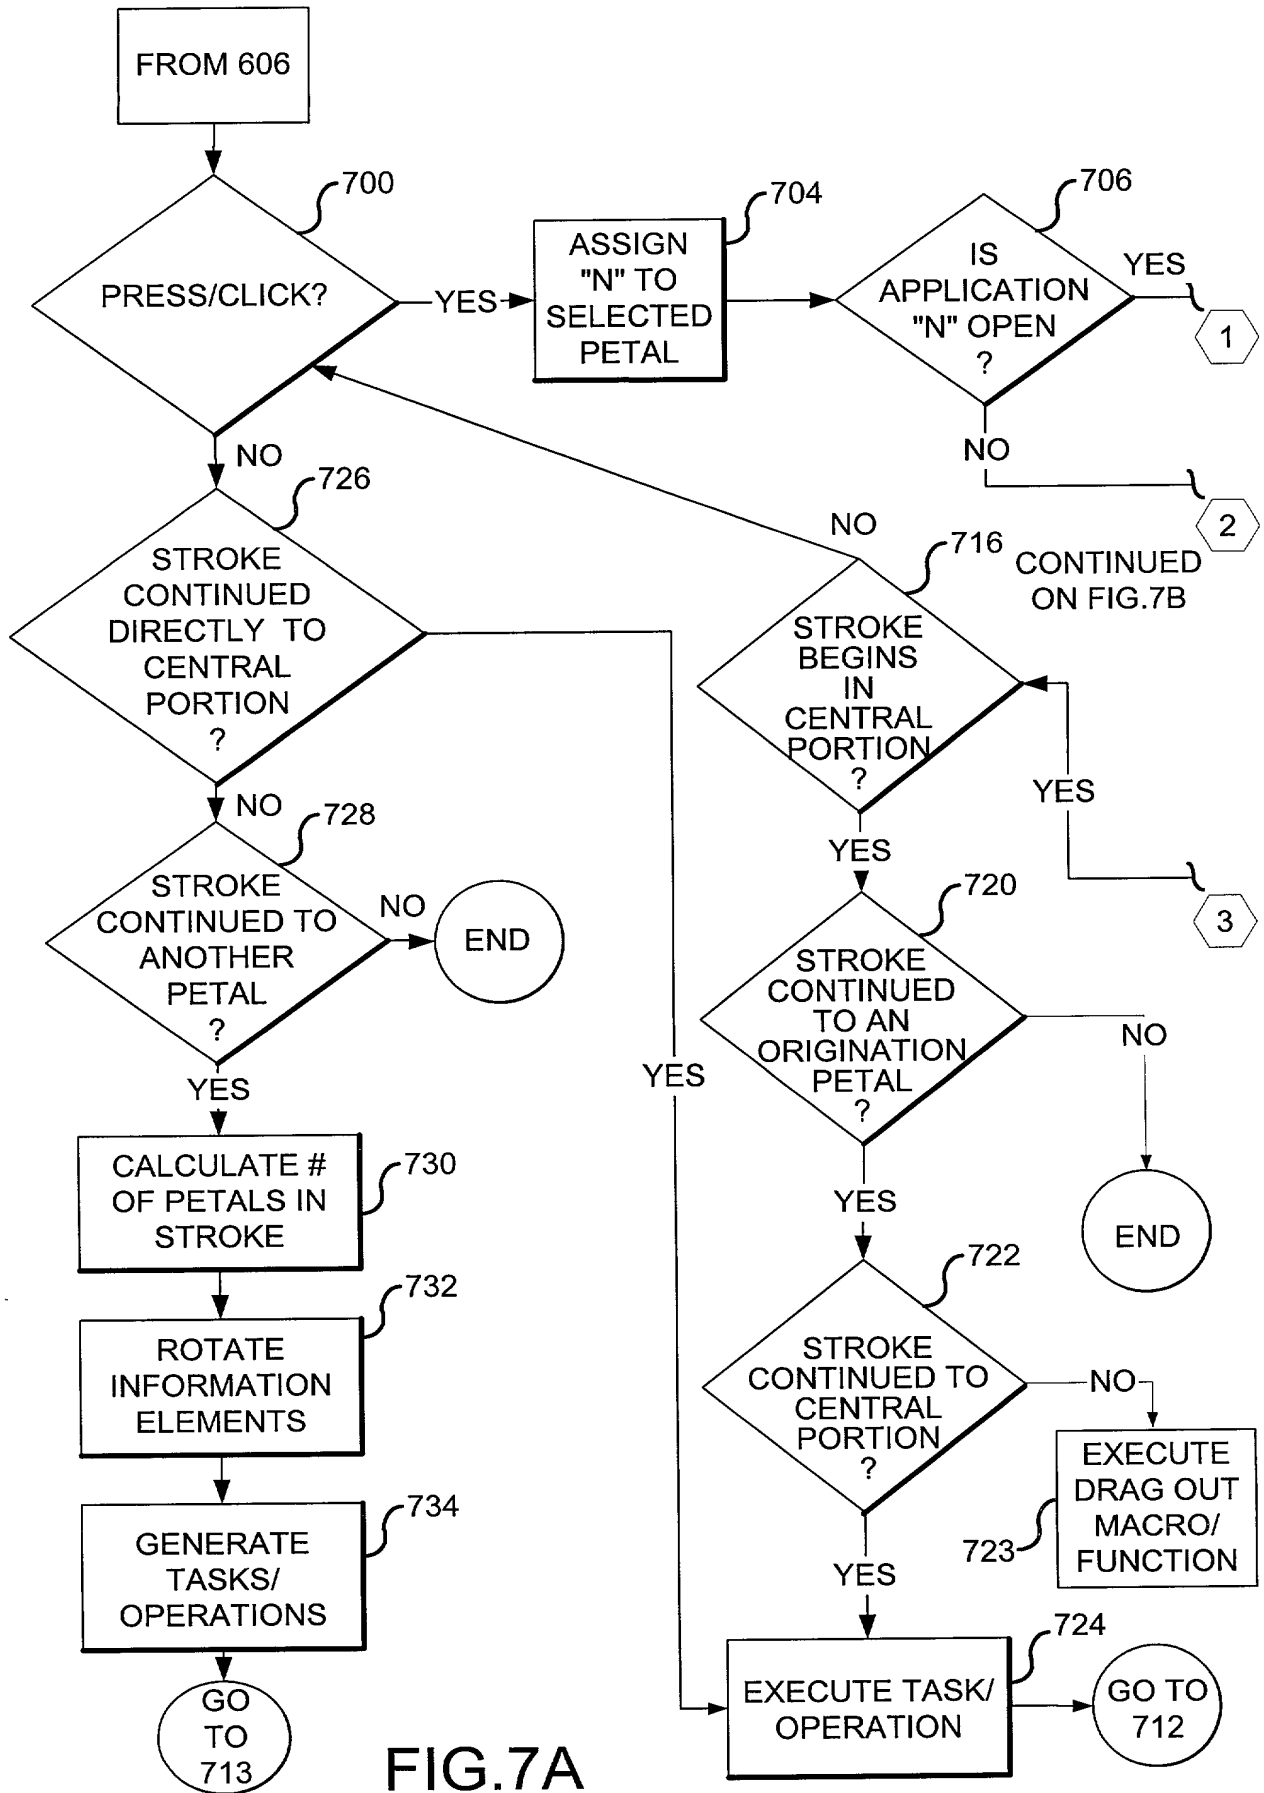 FROM 606
700
PRESS/CLICK?
YES
704
ASSIGN
"N" TO
SELECTED
PETAL
706
IS
APPLICATION
"N" OPEN
?
YES
1
NO
2
CONTINUED
ON FIG.7B
NO
726
STROKE
CONTINUED
DIRECTLY TO
CENTRAL
PORTION
?
NO
YES
728
STROKE
CONTINUED TO
ANOTHER
PETAL
?
NO
END
YES
CALCULATE #
OF PETALS IN
STROKE
730
ROTATE
INFORMATION
ELEMENTS
732
GENERATE
TASKS/
OPERATIONS
734
GO
TO
713
NO
716
STROKE
BEGINS
IN
CENTRAL
PORTION
?
YES
3
YES
720
STROKE
CONTINUED
TO AN
ORIGINATION
PETAL
?
NO
END
YES
722
STROKE
CONTINUED TO
CENTRAL
PORTION
?
NO
EXECUTE
DRAG OUT
MACRO/
FUNCTION
723
YES
724
EXECUTE TASK/
OPERATION
GO TO
712
FIG.7A